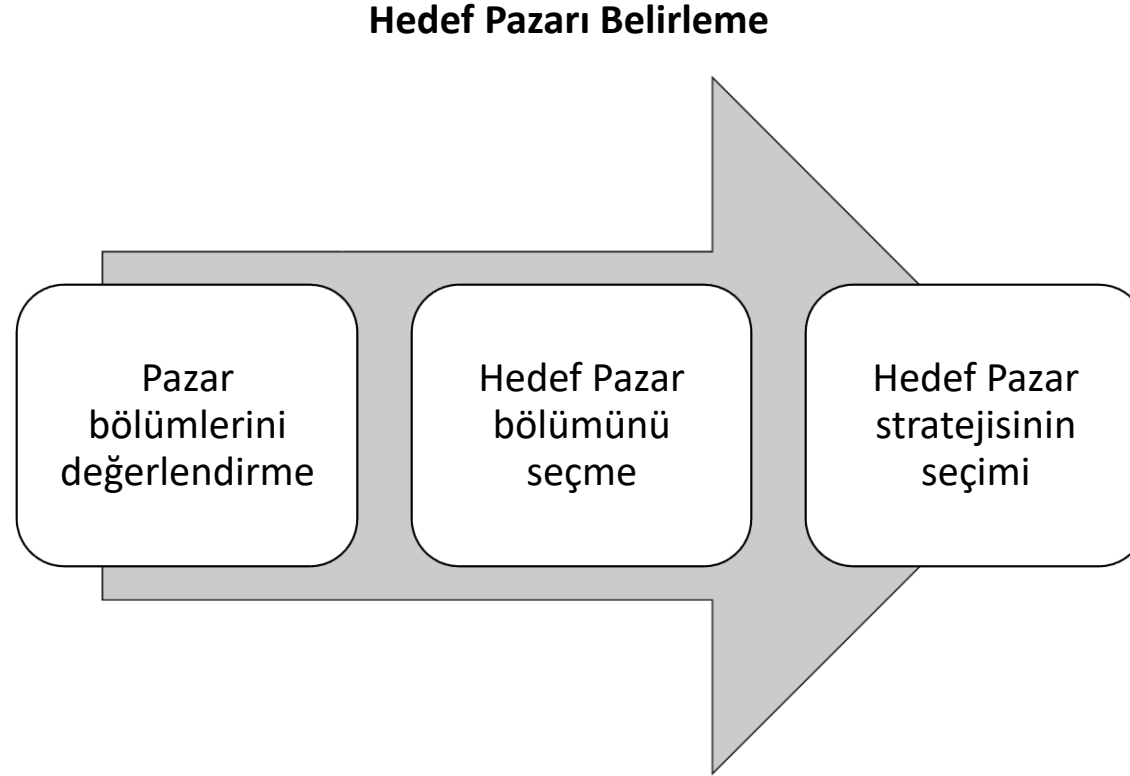 Hedef Pazarı Belirleme
Pazar
bölümlerini
değerlendirme
Hedef Pazar
bölümünü
seçme
Hedef Pazar
stratejisinin
seçimi